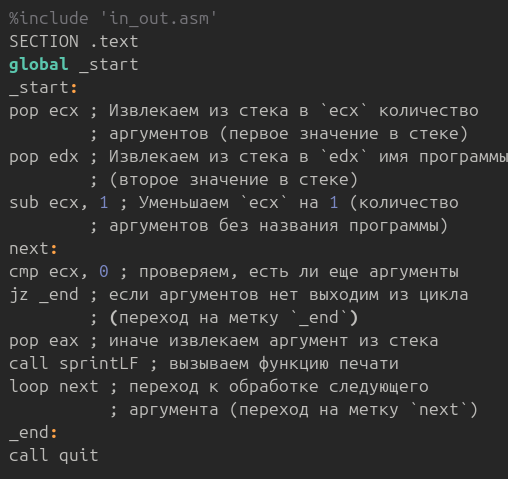 %include 'in_out.asm'
SECTION .text
global _start
_start:
pop ecx ; Извлекаем из стека в `ecx` количество
        ; аргументов (первое значение в стеке)
pop edx ; Извлекаем из стека в `edx` имя программы
        ; (второе значение в стеке)
sub ecx, 1 ; Уменьшаем `ecx` на 1 (количество
        ; аргументов без названия программы)
next:
cmp ecx, 0 ; проверяем, есть ли еще аргументы
jz _end ; если аргументов нет выходим из цикла
        ; (переход на метку `_end`)
pop eax ; иначе извлекаем аргумент из стека
call sprintLF ; вызываем функцию печати
loop next ; переход к обработке следующего
          ; аргумента (переход на метку `next`)
_end:
call quit